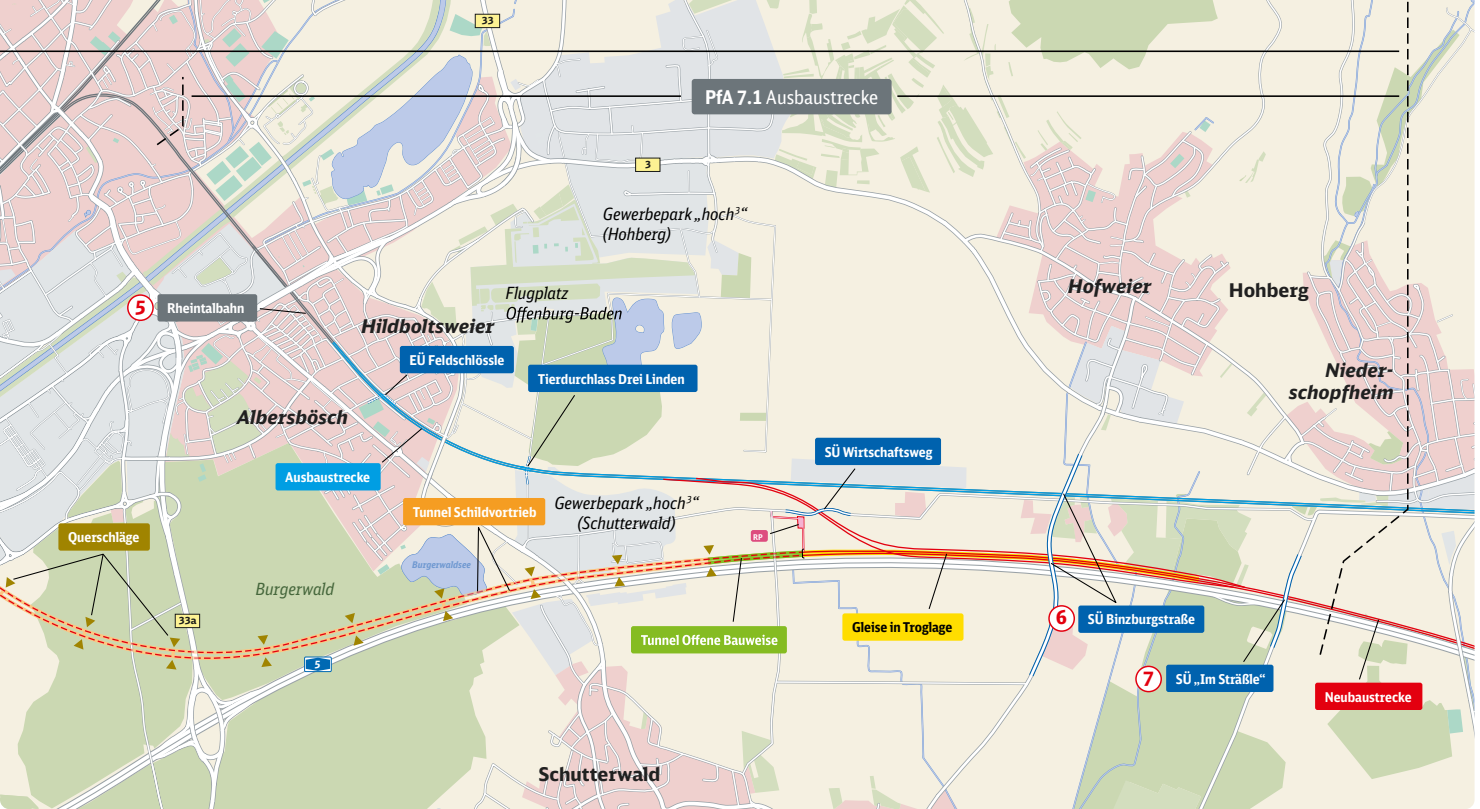 33
PfA 7.1 Ausbaustrecke
3
Gewerbepark „hoch³“
(Hohberg)
Hofweier
Hohberg
Flugplatz
Offenburg-Baden
5
Rheintalbahn
Hildboltsweier
EÜ Feldschlössle
Tierdurchlass Drei Linden
Nieder-
schopfheim
Albersbösch
SÜ Wirtschaftsweg
Ausbaustrecke
Tunnel Schildvortrieb
Gewerbepark „hoch³“
(Schutterwald)
Querschläge
RP
Burgerwaldsee
Burgerwald
33a
6
SÜ Binzburgstraße
Gleise in Troglage
Tunnel Offene Bauweise
5
7
SÜ „Im Sträßle“
Neubaustrecke
Schutterwald